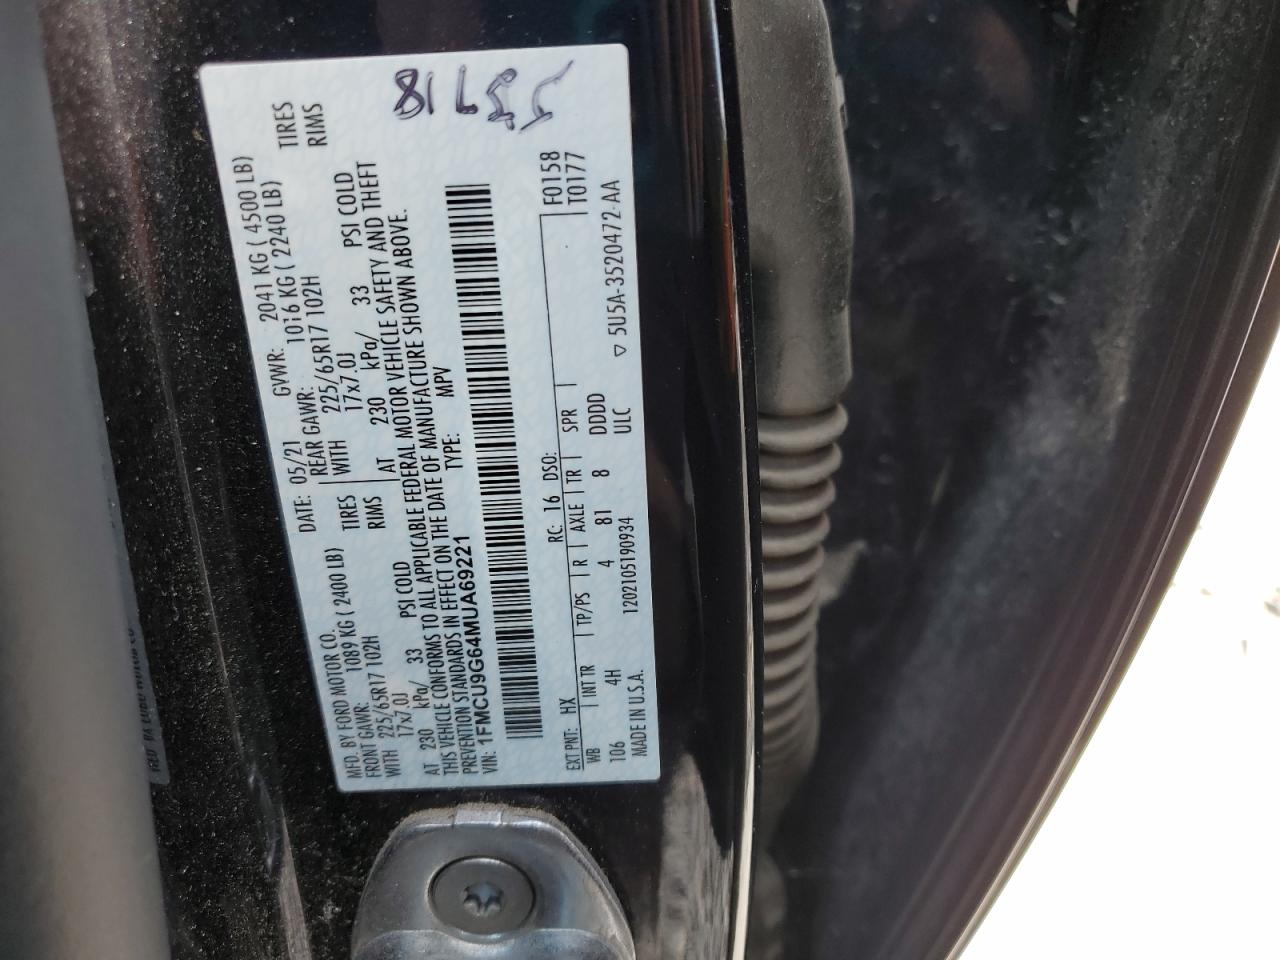 MFD. BY FORD MOTOR CO.
DATE: 05/21 GVWR: 2041 KG ( 4500 LB)
FRONT GAWR: 1089 KG ( 2400 LB)
REAR GAWR: 1016 KG ( 2240 LB)
WITH 225/65R17 102H TIRES
WITH 225/65R17 102H TIRES
17x7.0J RIMS
17x7.0J RIMS
AT 230 kPa/ 33 PSI COLD
AT 230 kPa/ 33 PSI COLD
THIS VEHICLE CONFORMS TO ALL APPLICABLE FEDERAL MOTOR VEHICLE SAFETY AND THEFT
PREVENTION STANDARDS IN EFFECT ON THE DATE OF MANUFACTURE SHOWN ABOVE.
VIN: 1FMCU9G64MUA69221
TYPE: MPV
EXT PNT: HX RC: 16 DSO: F0158
WB INT TR TP/PS R AXLE TR SPR T0177
106 4H 4 81 8 DDDD
ULC
MADE IN U.S.A. 1202105190934 5U5A-3520472-AA